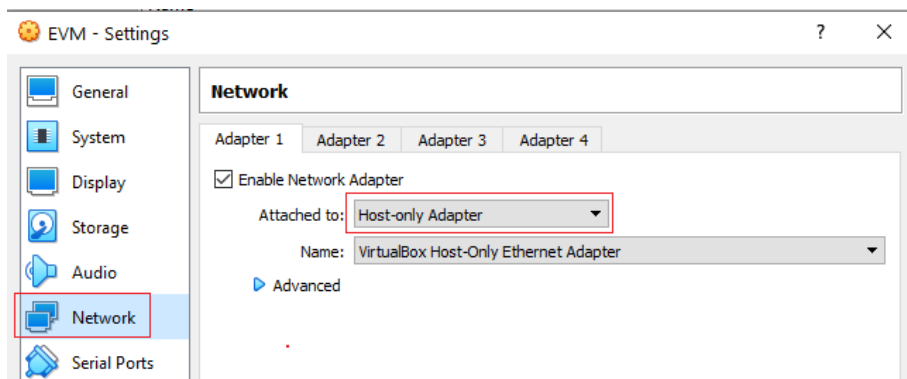 EVM - Settings ? ×
General
System
Display
Storage
Audio
Network
Serial Ports
Network
Adapter 1 Adapter 2 Adapter 3 Adapter 4
Enable Network Adapter
Attached to: Host-only Adapter
Name: VirtualBox Host-Only Ethernet Adapter
Advanced